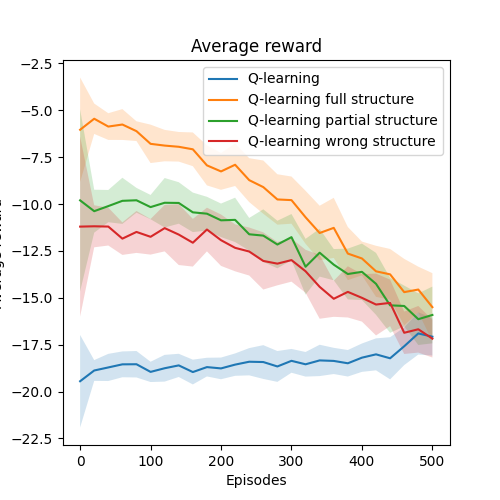 Average reward
Q-learning
Q-learning full structure
Q-learning partial structure
Q-learning wrong structure
−2.5
−5.0
−7.5
−10.0
−12.5
−15.0
−17.5
−20.0
−22.5
0 100 200 300 400 500
Episodes